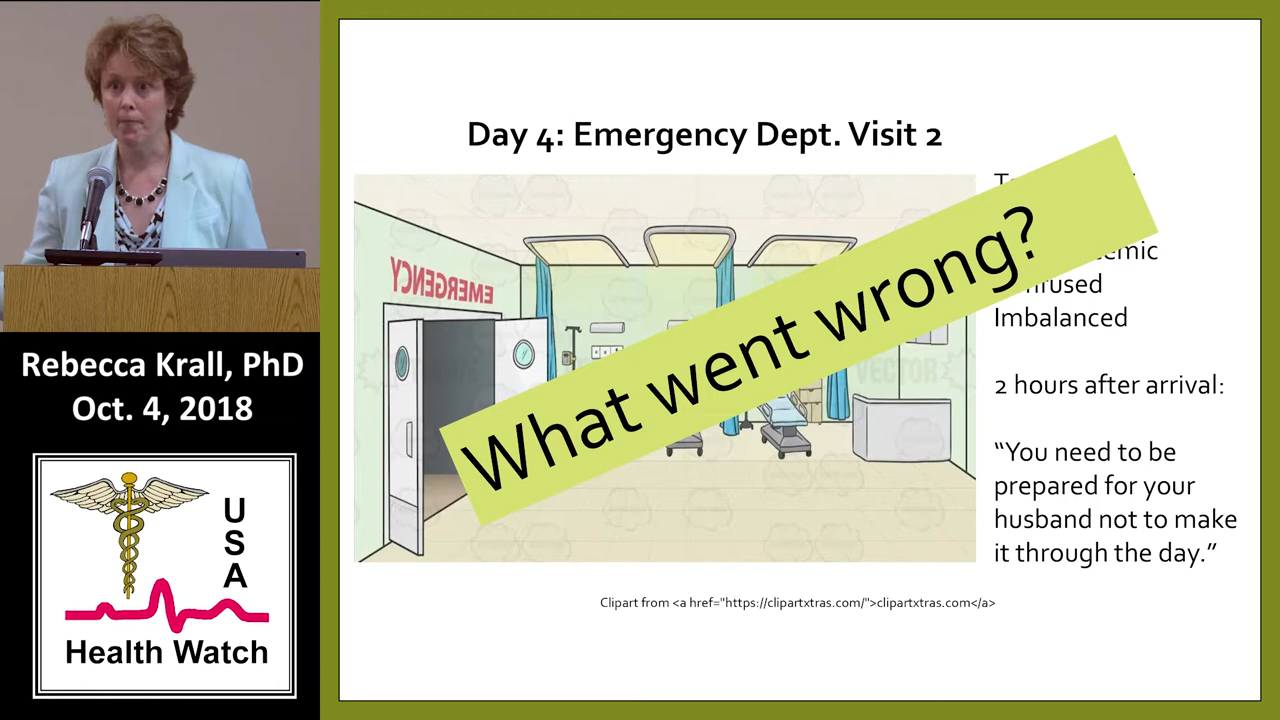 Rebecca Krall, PhD
Oct. 4, 2018
USA
Health Watch
Day 4: Emergency Dept. Visit 2
EMERGENCY
VECTOR
What went wrong?
Imbalanced
2 hours after arrival:
“You need to be
prepared for your
husband not to make
it through the day.”
Clipart from <a href="https://clipartxtras.com/">clipartxtras.com</a>